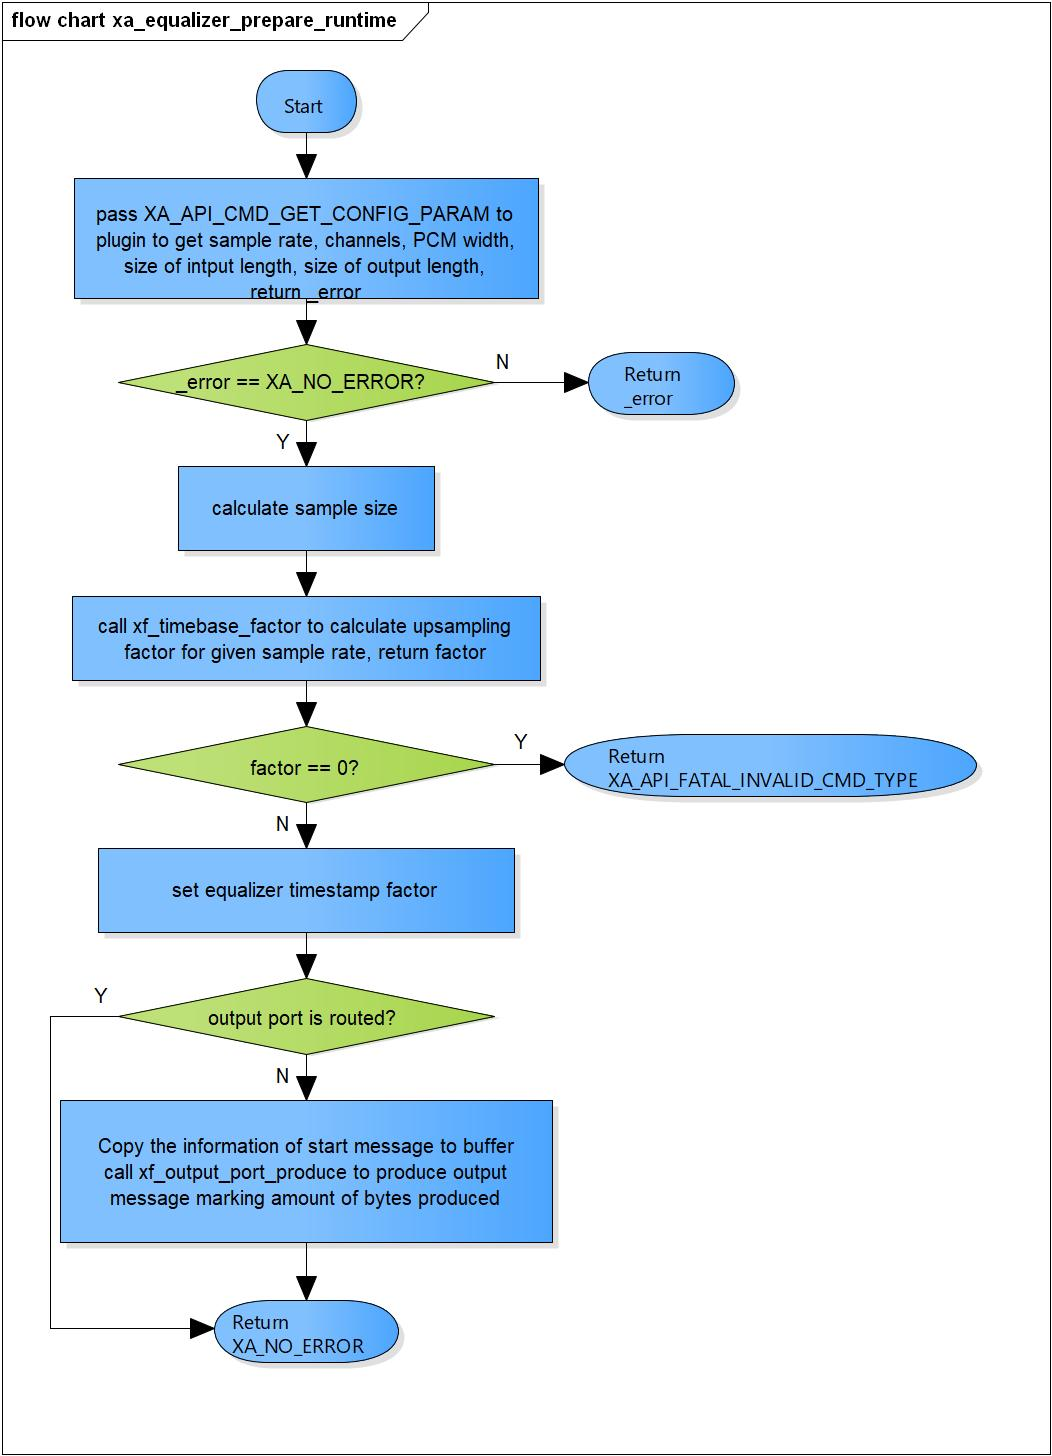 flow chart xa_equalizer_prepare_runtime
Start
pass XA_API_CMD_GET_CONFIG_PARAM to
plugin to get sample rate, channels, PCM width,
size of intput length, size of output length,
return _error
_error == XA_NO_ERROR?
N
Return
_error
Y
calculate sample size
call xf_timebase_factor to calculate upsampling
factor for given sample rate, return factor
factor == 0?
Y
Return
XA_API_FATAL_INVALID_CMD_TYPE
N
set equalizer timestamp factor
Y
output port is routed?
N
Copy the information of start message to buffer
call xf_output_port_produce to produce output
message marking amount of bytes produced
Return
XA_NO_ERROR